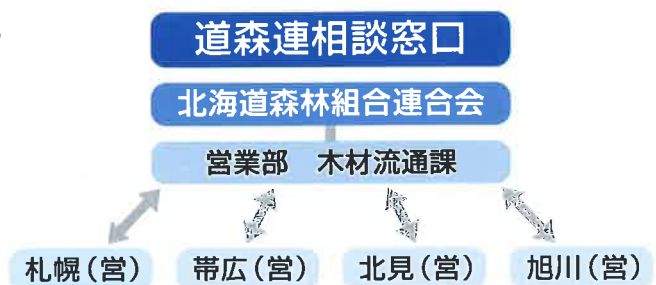 道森連相談窓口
北海道森林組合連合会
営業部　木材流通課
札幌(営)　帯広(営)　北見(営)　旭川(営)